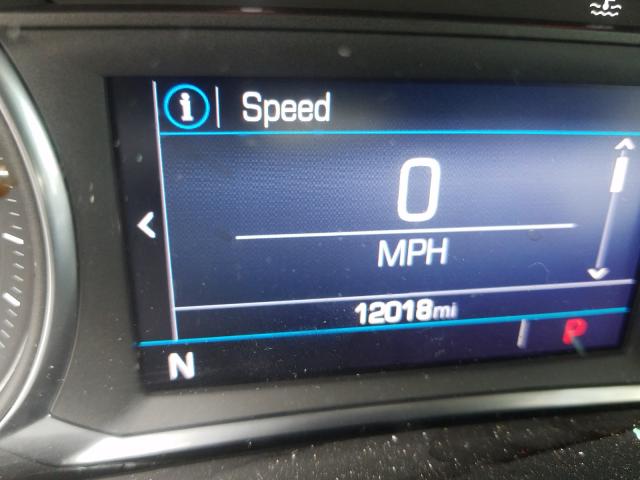 i Speed
0
MPH
12018mi
N P